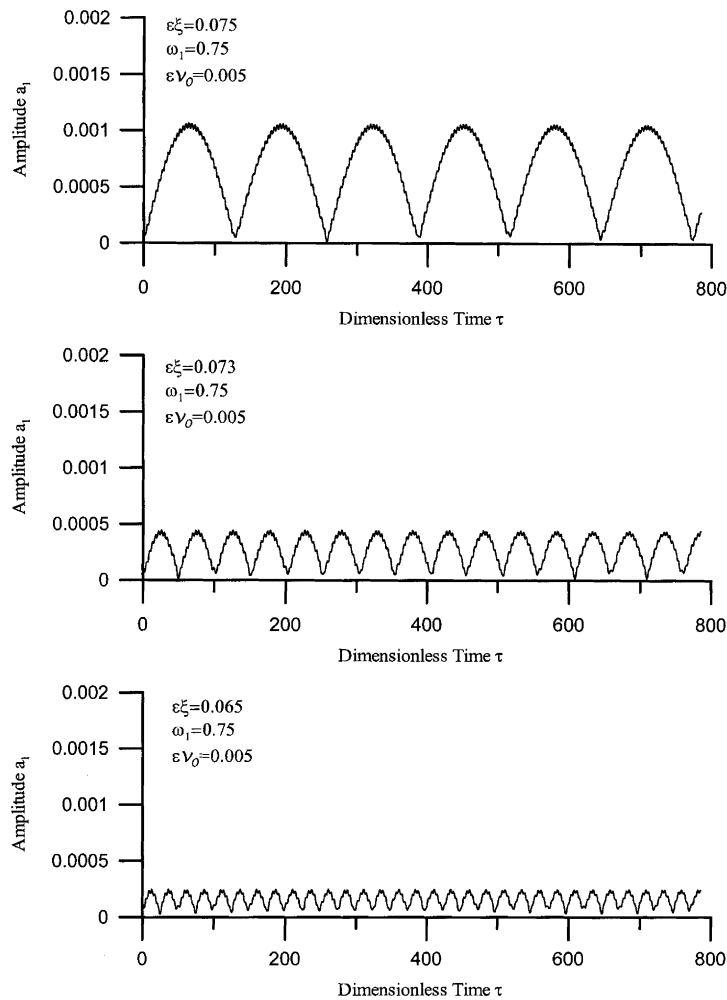 0.002
εξ=0.075
ω₁=0.75
εν₀=0.005
0.0015
0.001
0.0005
0
Amplitude a₁
0 200 400 600 800
Dimensionless Time τ
0.002
εξ=0.073
ω₁=0.75
εν₀=0.005
0.0015
0.001
0.0005
0
Amplitude a₁
0 200 400 600 800
Dimensionless Time τ
0.002
εξ=0.065
ω₁=0.75
εν₀=0.005
0.0015
0.001
0.0005
0
Amplitude a₁
0 200 400 600 800
Dimensionless Time τ